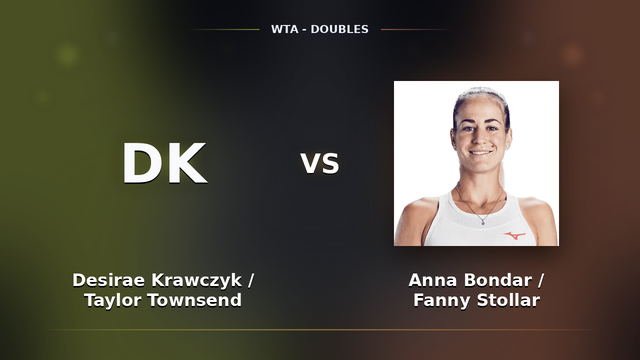 WTA - DOUBLES
DK
VS
Desirae Krawczyk /
Taylor Townsend
Anna Bondar /
Fanny Stollar